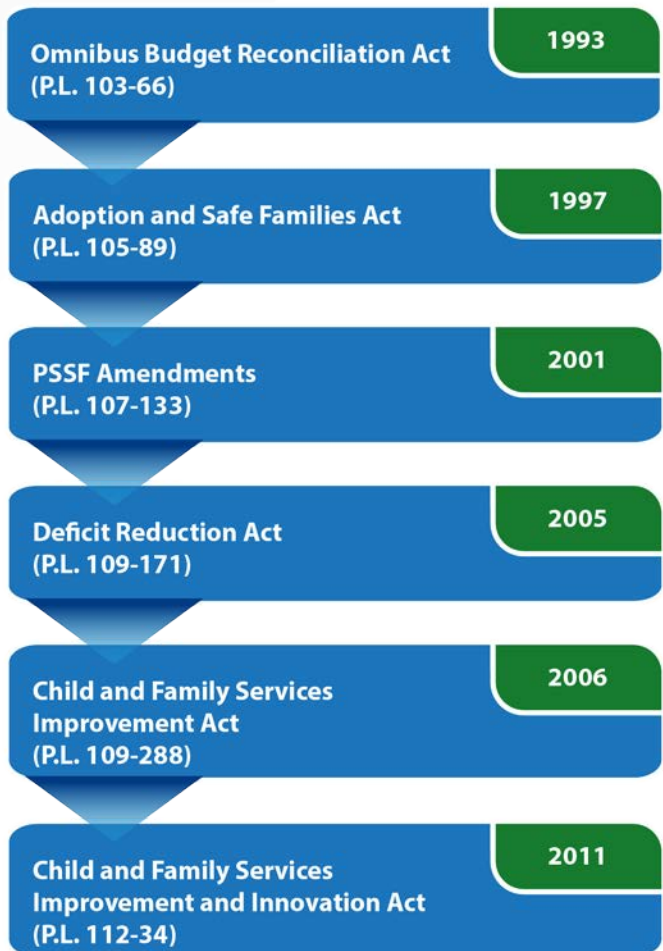 Omnibus Budget Reconciliation Act
(P.L. 103-66)
1993
Adoption and Safe Families Act
(P.L. 105-89)
1997
PSSF Amendments
(P.L. 107-133)
2001
Deficit Reduction Act
(P.L. 109-171)
2005
Child and Family Services
Improvement Act
(P.L. 109-288)
2006
Child and Family Services
Improvement and Innovation Act
(P.L. 112-34)
2011